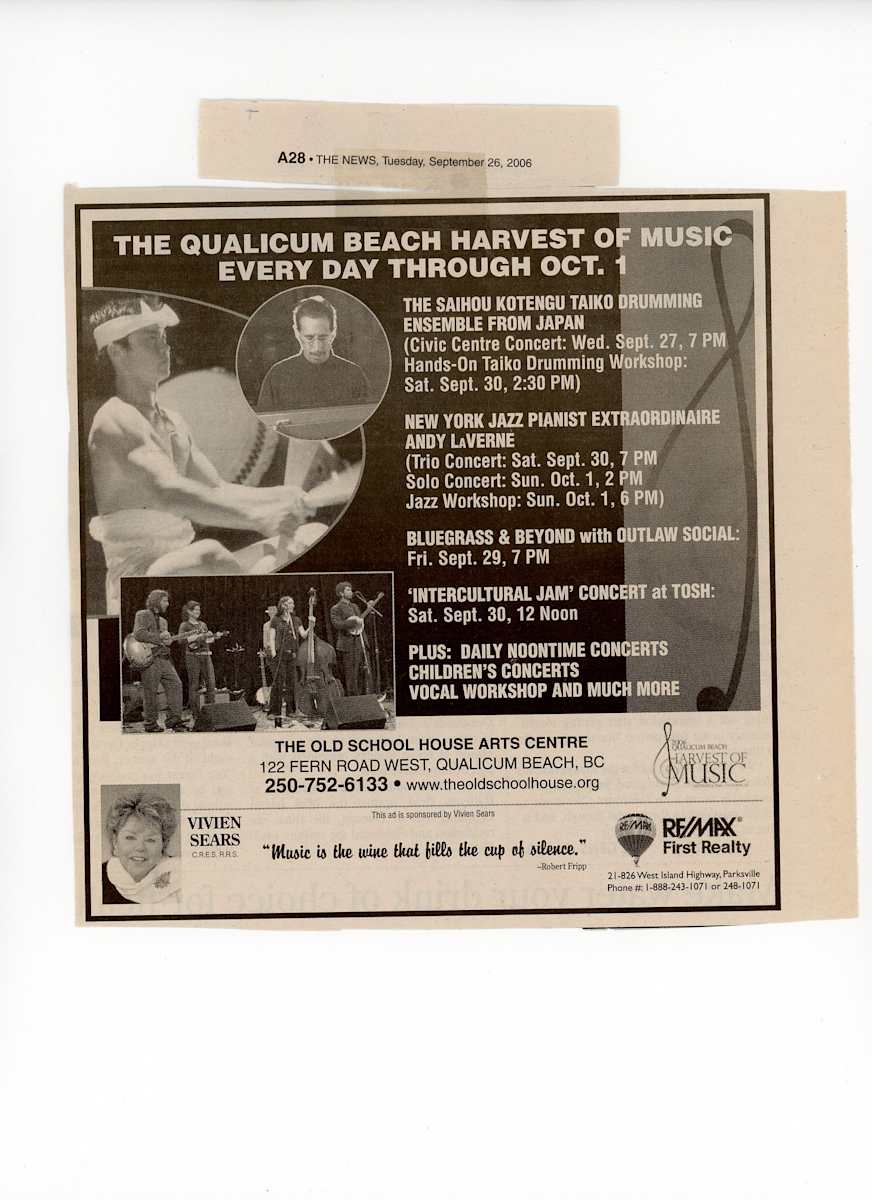 A28 • THE NEWS, Tuesday, September 26, 2006
THE QUALICUM BEACH HARVEST OF MUSIC
EVERY DAY THROUGH OCT. 1
THE SAIHOU KOTENGU TAIKO DRUMMING
ENSEMBLE FROM JAPAN
(Civic Centre Concert: Wed. Sept. 27, 7 PM
Hands-On Taiko Drumming Workshop:
Sat. Sept. 30, 2:30 PM)
NEW YORK JAZZ PIANIST EXTRAORDINAIRE
ANDY LAVERNE
(Trio Concert: Sat. Sept. 30, 7 PM
Solo Concert: Sun. Oct. 1, 2 PM
Jazz Workshop: Sun. Oct. 1, 6 PM)
BLUEGRASS & BEYOND with OUTLAW SOCIAL:
Fri. Sept. 29, 7 PM
‘INTERCULTURAL JAM’ CONCERT at TOSH:
Sat. Sept. 30, 12 Noon
PLUS: DAILY NOONTIME CONCERTS
CHILDREN'S CONCERTS
VOCAL WORKSHOP AND MUCH MORE
THE OLD SCHOOL HOUSE ARTS CENTRE
122 FERN ROAD WEST, QUALICUM BEACH, BC
250-752-6133 • www.theoldschoolhouse.org
2006
QUALICUM BEACH
HARVEST OF
MUSIC
This ad is sponsored by Vivien Sears
VIVIEN
SEARS
C.R.E.S. R.R.S.
“Music is the wine that fills the cup of silence.”
–Robert Fripp
RE/MAX
RE/MAX®
First Realty
21-826 West Island Highway, Parksville
Phone #: 1-888-243-1071 or 248-1071